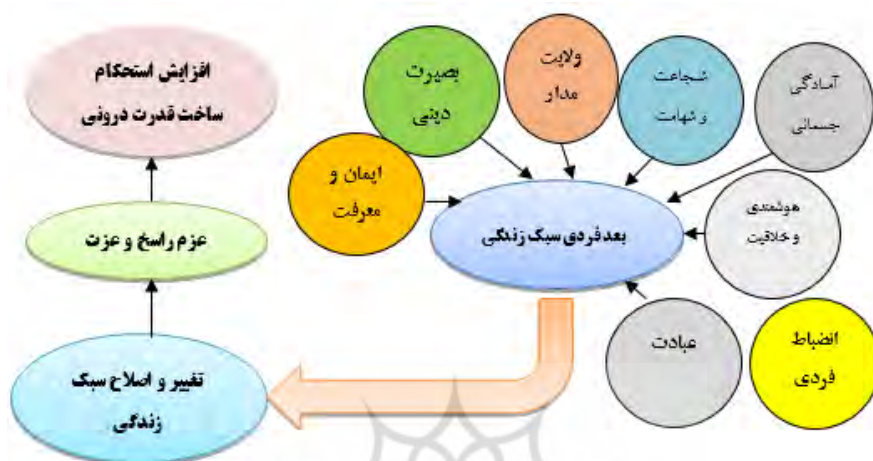 آمادگی
جسمانی
شجاعت
و شهامت
ولایت
مدار
بصیرت
دینی
ایمان و
معرفت
هوشمندی
و خلاقیت
انضباط
فردی
عبادت
بعد فردی سبک زندگی
تغییر و اصلاح سبک
زندگی
عزم راسخ و عزت
افزایش استحکام
ساخت قدرت درونی